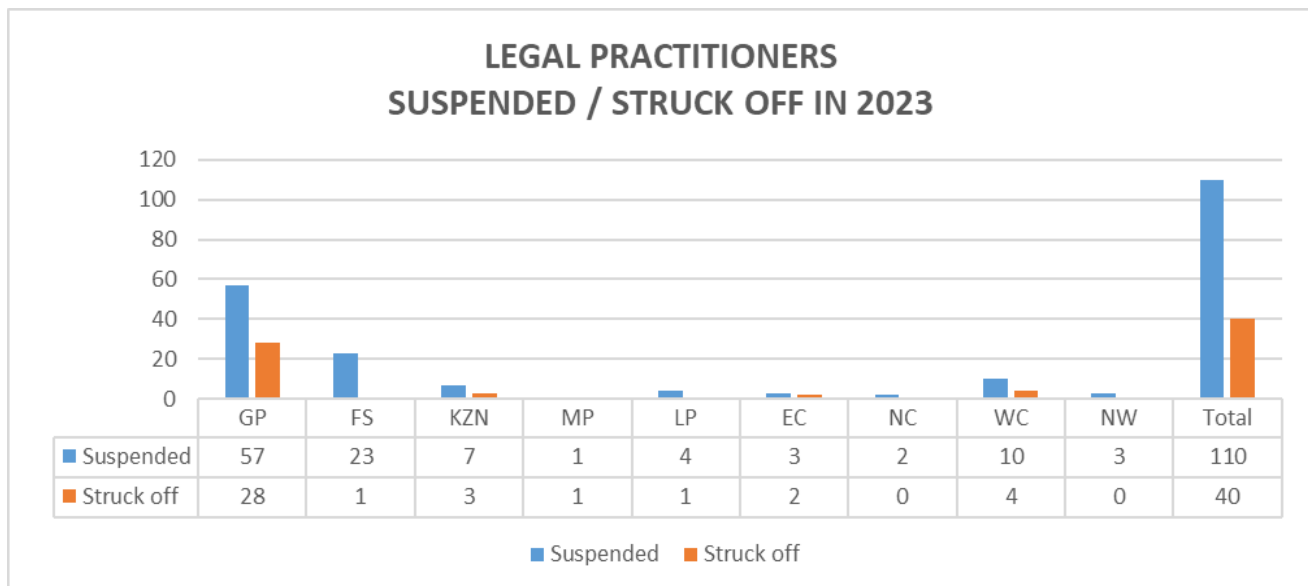 LEGAL PRACTITIONERS
SUSPENDED / STRUCK OFF IN 2023
120
100
80
60
40
20
0
GP FS KZN MP LP EC NC WC NW Total
Suspended 57 23 7 1 4 3 2 10 3 110
Struck off 28 1 3 1 1 2 0 4 0 40
Suspended Struck off